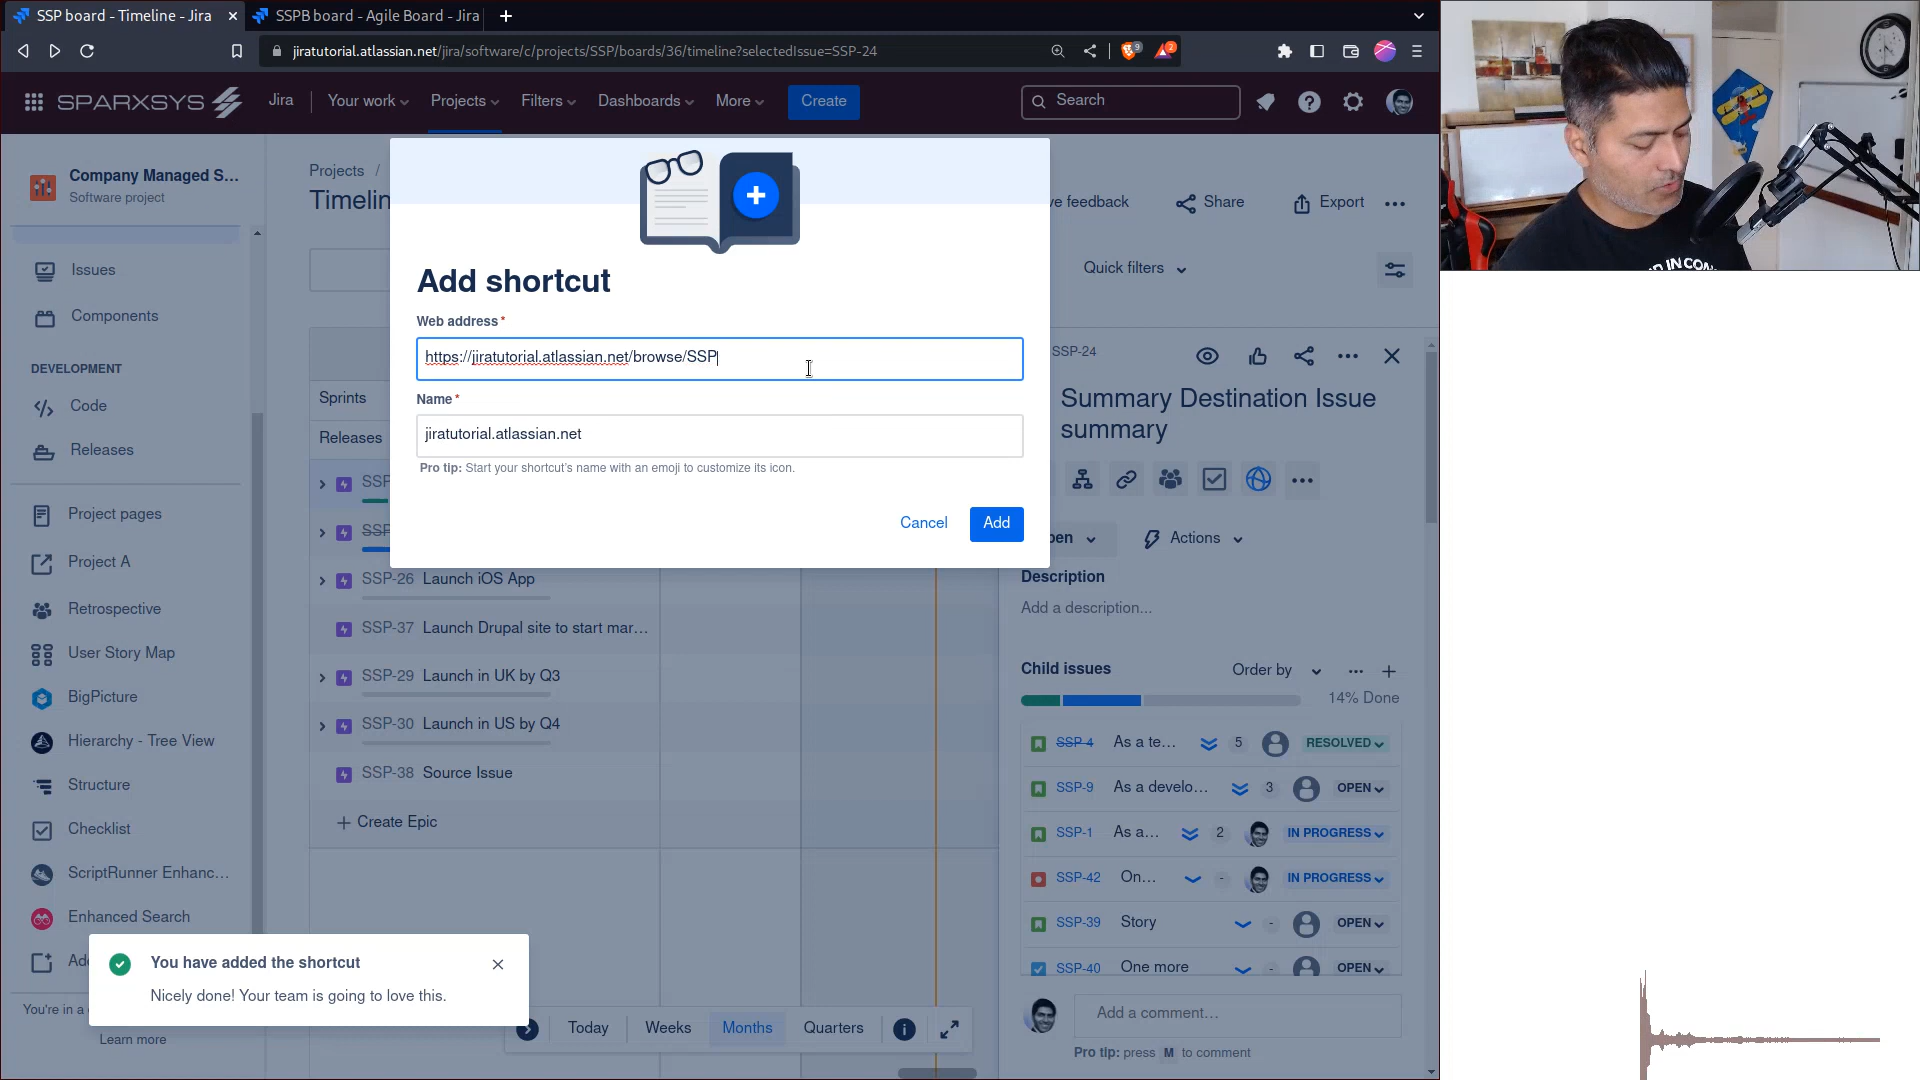 SSP board - Timeline - Jira
SSPB board - Agile Board - Jira
jiratutorial.atlassian.net/jira/software/c/projects/SSP/boards/36/timeline?selectedIssue=SSP-24
9
2
SPARXSYS
Jira
Your work
Projects
Filters
Dashboards
More
Create
Search
Company Managed S...
Software project
Issues
Components
DEVELOPMENT
Code
Releases
Project pages
Project A
Retrospective
User Story Map
BigPicture
Hierarchy - Tree View
Structure
Checklist
ScriptRunner Enhanc...
Enhanced Search
You're in a
Learn more
Projects /
Timelin
Sprints
Releases
SSP
SSP
SSP-26 Launch iOS App
SSP-37 Launch Drupal site to start mar...
SSP-29 Launch in UK by Q3
SSP-30 Launch in US by Q4
SSP-38 Source Issue
Create Epic
Add shortcut
Web address *
https://jiratutorial.atlassian.net/browse/SSP
Name *
jiratutorial.atlassian.net
Pro tip: Start your shortcut's name with an emoji to customize its icon.
Cancel
Add
ve feedback
Share
Export
Quick filters
SSP-24
Summary Destination Issue
summary
pen
Actions
Description
Add a description...
Child issues
Order by
14% Done
SSP-4 As a te... 5 RESOLVED
SSP-9 As a develo... 3 OPEN
SSP-1 As a... 2 IN PROGRESS
SSP-42 On... - IN PROGRESS
SSP-39 Story - OPEN
SSP-40 One more - OPEN
Add a comment...
Pro tip: press M to comment
You have added the shortcut
Nicely done! Your team is going to love this.
Today
Weeks
Months
Quarters